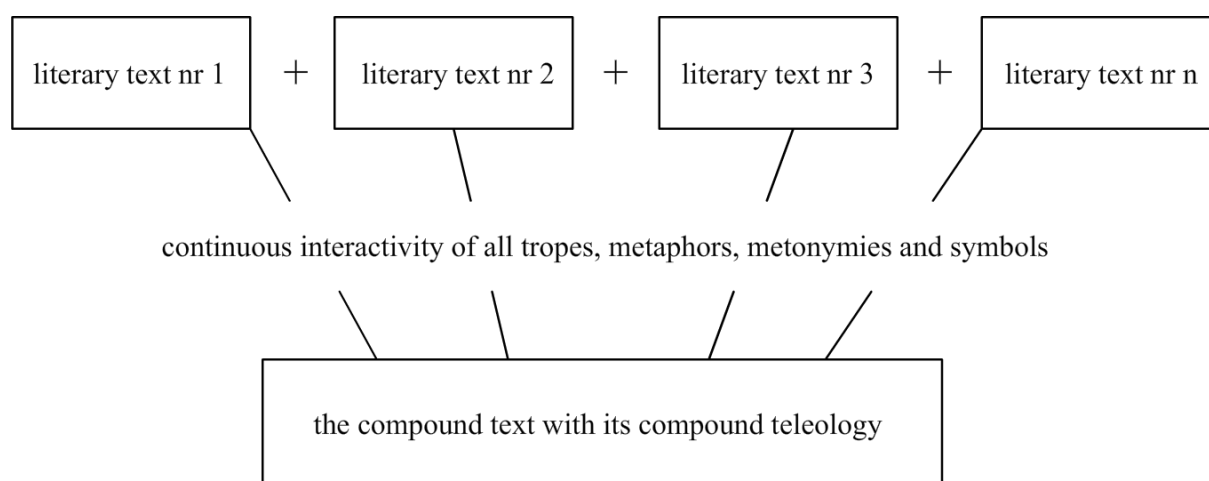 literary text nr 1 + literary text nr 2 + literary text nr 3 + literary text nr n
continuous interactivity of all tropes, metaphors, metonymies and symbols
the compound text with its compound teleology